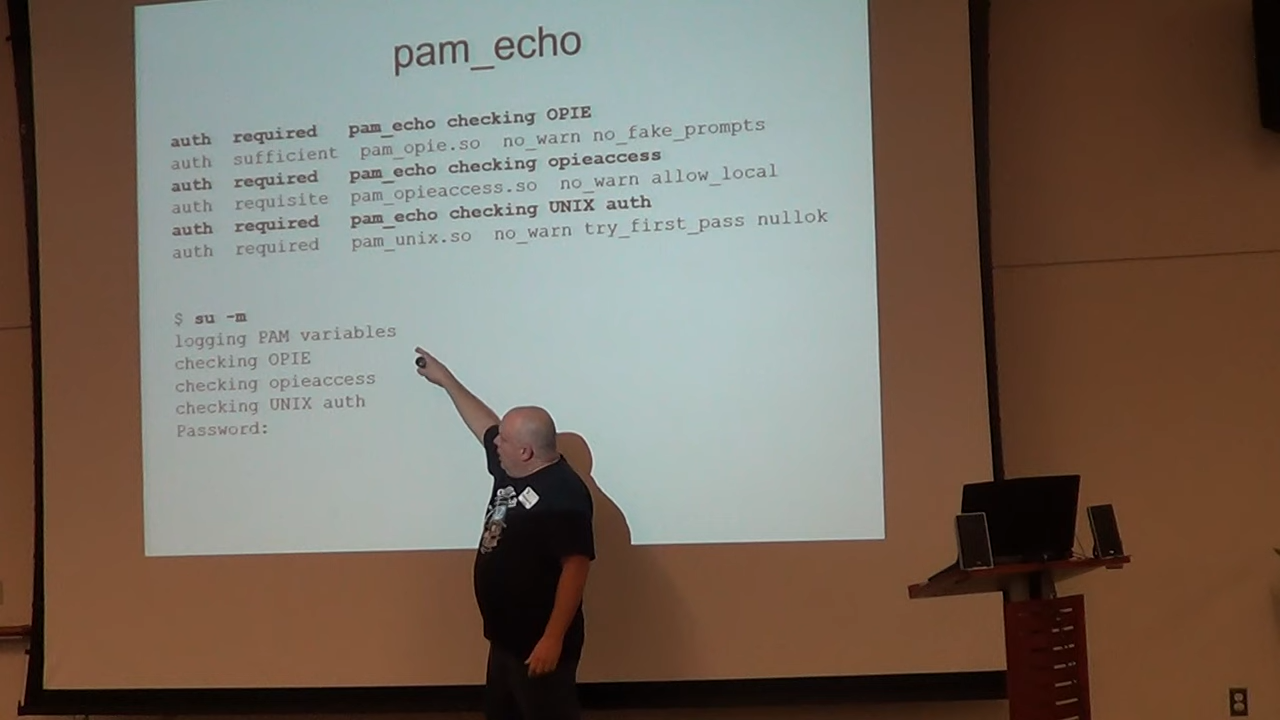 pam_echo
auth required pam_echo checking OPIE
auth sufficient pam_opie.so no_warn no_fake_prompts
auth required pam_echo checking opieaccess
auth requisite pam_opieaccess.so no_warn allow_local
auth required pam_echo checking UNIX auth
auth required pam_unix.so no_warn try_first_pass nullok
$ su -m
logging PAM variables
checking OPIE
checking opieaccess
checking UNIX auth
Password: